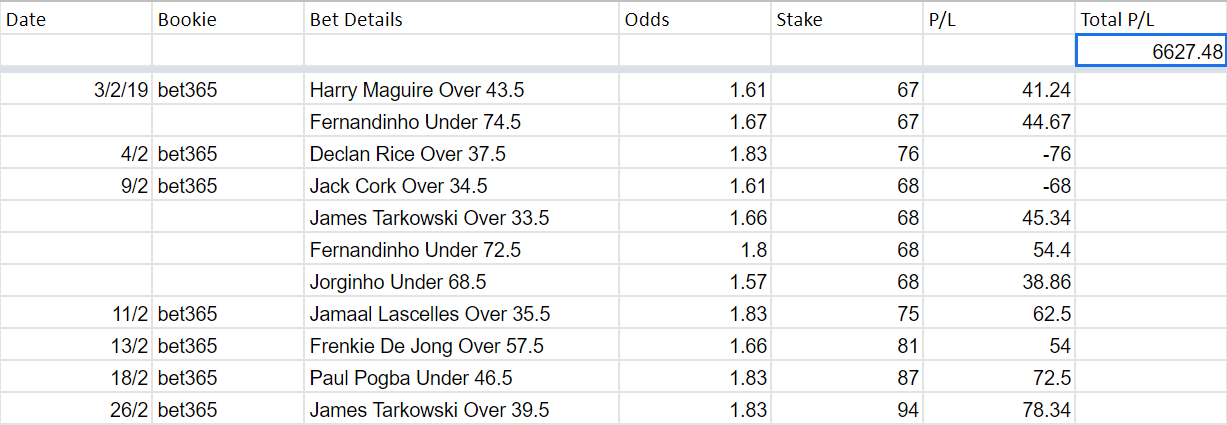 Date Bookie Bet Details Odds Stake P/L Total P/L
6627.48
3/2/19 bet365 Harry Maguire Over 43.5 1.61 67 41.24
Fernandinho Under 74.5 1.67 67 44.67
4/2 bet365 Declan Rice Over 37.5 1.83 76 -76
9/2 bet365 Jack Cork Over 34.5 1.61 68 -68
James Tarkowski Over 33.5 1.66 68 45.34
Fernandinho Under 72.5 1.8 68 54.4
Jorginho Under 68.5 1.57 68 38.86
11/2 bet365 Jamaal Lascelles Over 35.5 1.83 75 62.5
13/2 bet365 Frenkie De Jong Over 57.5 1.66 81 54
18/2 bet365 Paul Pogba Under 46.5 1.83 87 72.5
26/2 bet365 James Tarkowski Over 39.5 1.83 94 78.34